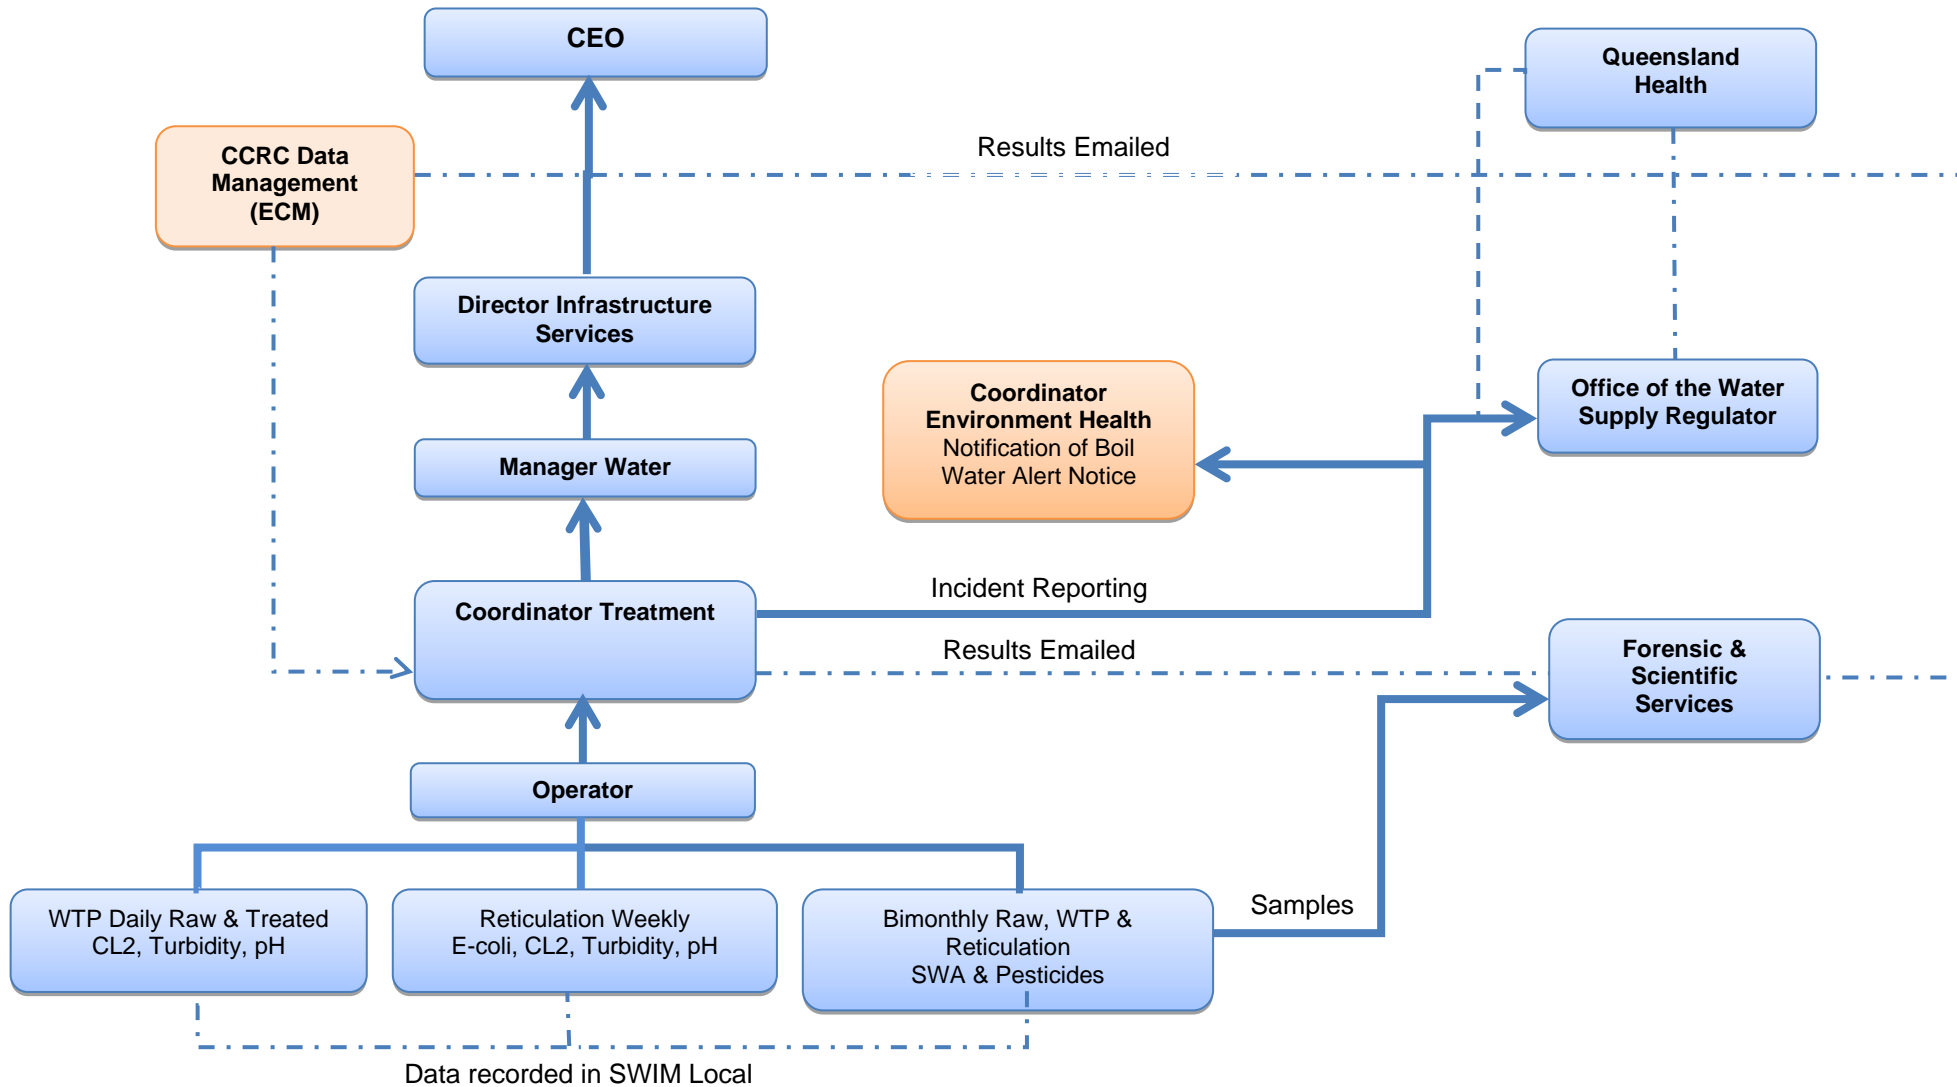 CEO
Queensland
Health
CCRC Data
Management
(ECM)
Results Emailed
Director Infrastructure
Services
Coordinator
Environment Health
Notification of Boil
Water Alert Notice
Office of the Water
Supply Regulator
Manager Water
Incident Reporting
Coordinator Treatment
Results Emailed
Forensic &
Scientific
Services
Operator
Samples
WTP Daily Raw & Treated
CL2, Turbidity, pH
Reticulation Weekly
E-coli, CL2, Turbidity, pH
Bimonthly Raw, WTP &
Reticulation
SWA & Pesticides
Data recorded in SWIM Local